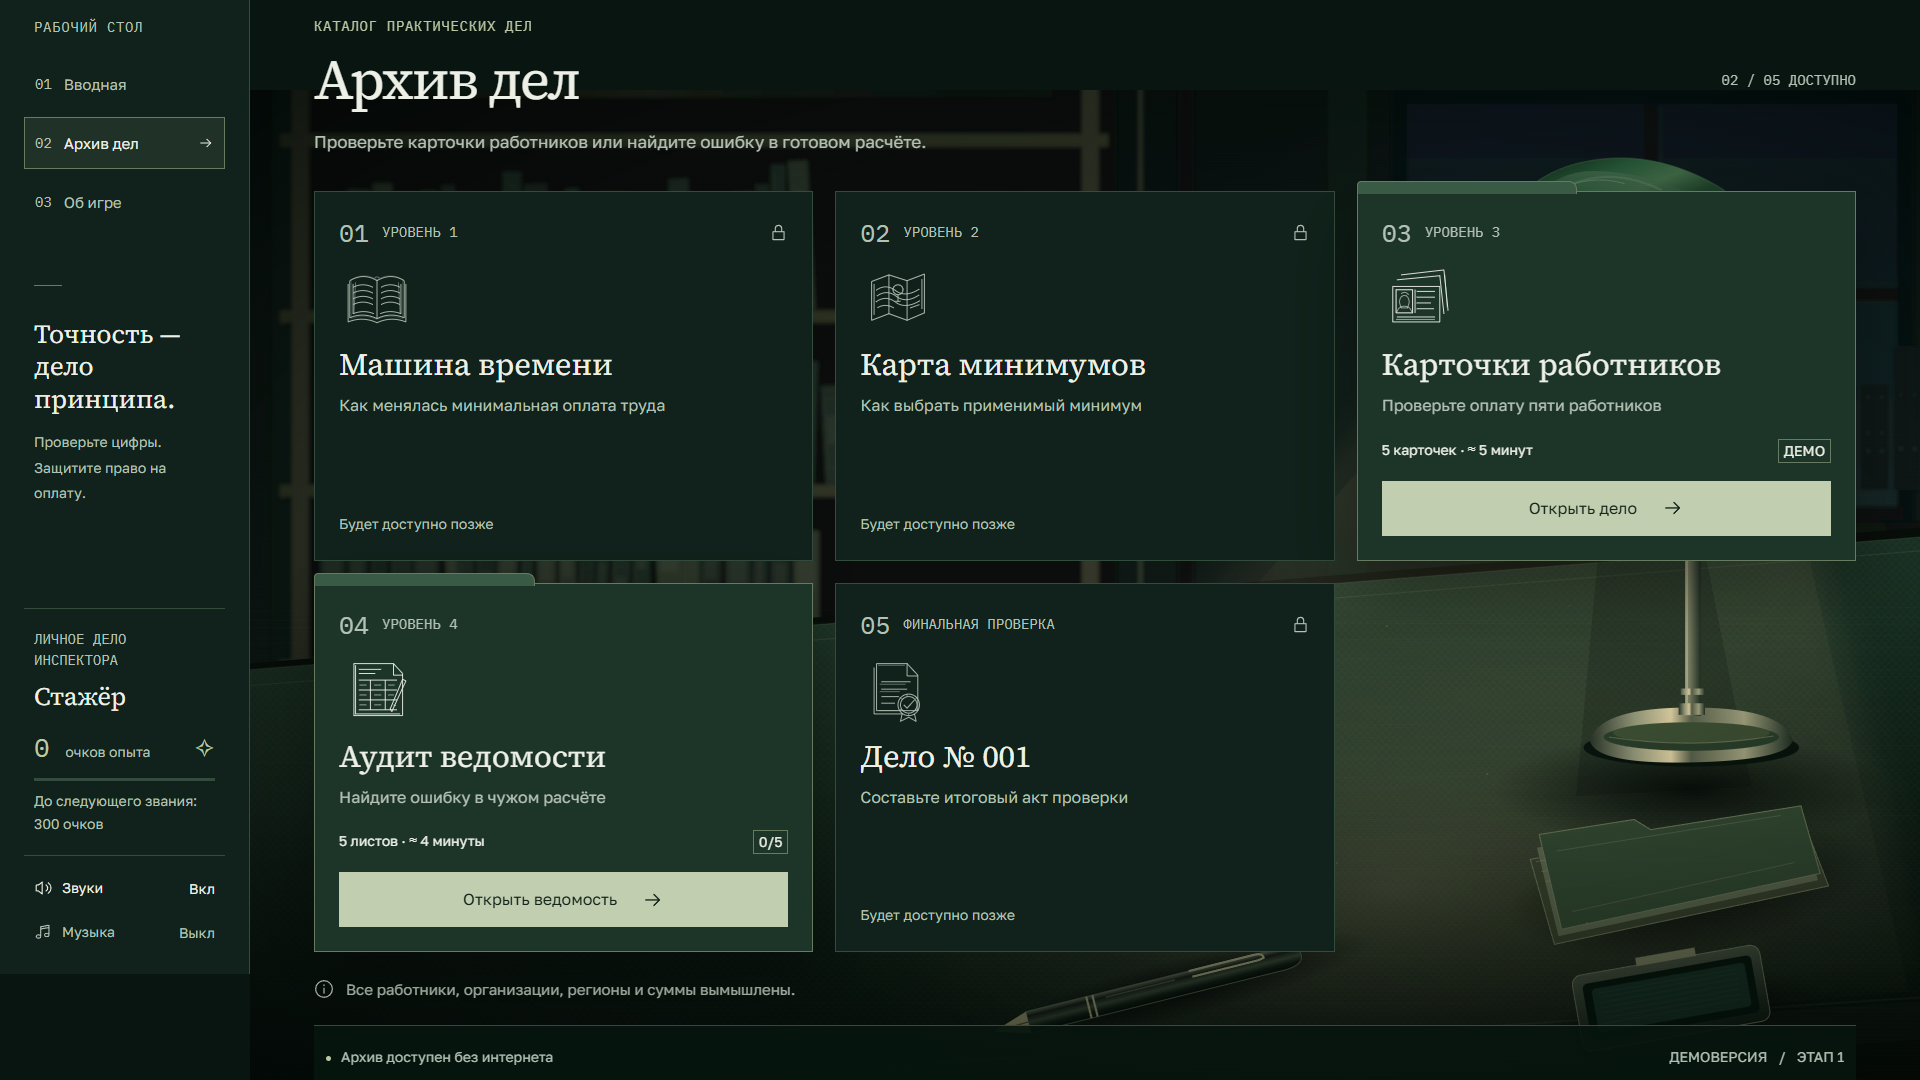 РАБОЧИЙ СТОЛ
01 Вводная
02 Архив дел →
03 Об игре
Точность —
дело
принципа.
Проверьте цифры.
Защитите право на
оплату.
ЛИЧНОЕ ДЕЛО
ИНСПЕКТОРА
Стажёр
0 очков опыта
До следующего звания:
300 очков
Звуки Вкл
Музыка Выкл
КАТАЛОГ ПРАКТИЧЕСКИХ ДЕЛ
Архив дел
02 / 05 ДОСТУПНО
Проверьте карточки работников или найдите ошибку в готовом расчёте.
01 УРОВЕНЬ 1
Машина времени
Как менялась минимальная оплата труда
Будет доступно позже
02 УРОВЕНЬ 2
Карта минимумов
Как выбрать применимый минимум
Будет доступно позже
03 УРОВЕНЬ 3
Карточки работников
Проверьте оплату пяти работников
5 карточек · ≈ 5 минут ДЕМО
Открыть дело →
04 УРОВЕНЬ 4
Аудит ведомости
Найдите ошибку в чужом расчёте
5 листов · ≈ 4 минуты 0/5
Открыть ведомость →
05 ФИНАЛЬНАЯ ПРОВЕРКА
Дело № 001
Составьте итоговый акт проверки
Будет доступно позже
Все работники, организации, регионы и суммы вымышлены.
• Архив доступен без интернета
ДЕМОВЕРСИЯ / ЭТАП 1